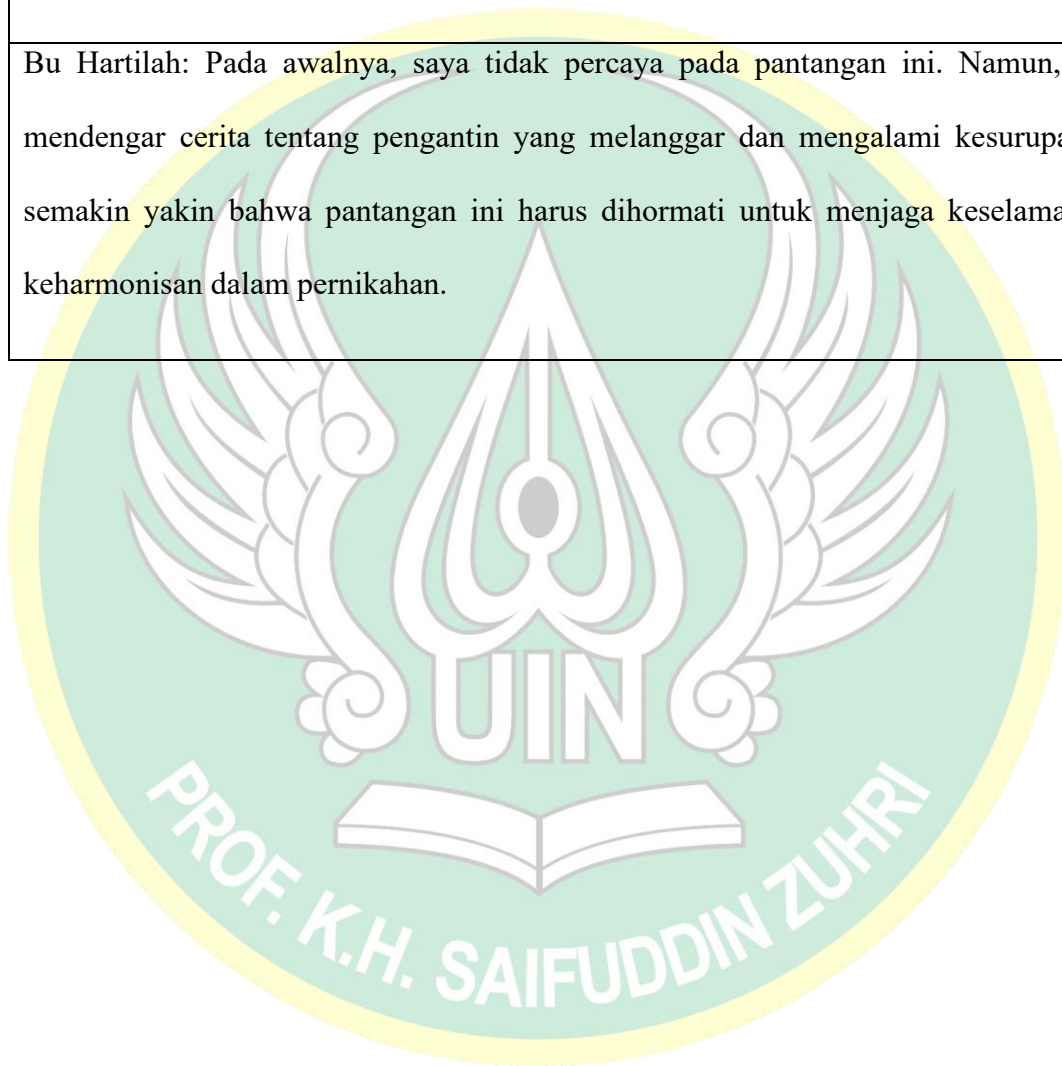 Bu Hartilah: Pada awalnya, saya tidak percaya pada pantangan ini. Namun,
mendengar cerita tentang pengantin yang melanggar dan mengalami
semakin yakin bahwa pantangan ini harus dihormati untuk menjaga
keharmonisan dalam pernikahan.
UIN
PROF. K.H. SAIFUDDIN ZUHRI